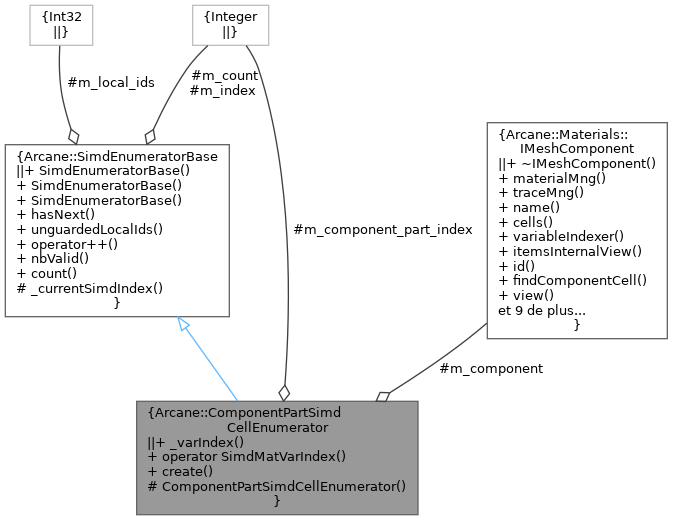 {Int32
||}
{Integer
||}
#m_local_ids
#m_count
#m_index
{Arcane::SimdEnumeratorBase
||+ SimdEnumeratorBase()
+ SimdEnumeratorBase()
+ SimdEnumeratorBase()
+ hasNext()
+ unguardedLocalIds()
+ operator++()
+ nbValid()
+ count()
# _currentSimdIndex()
}
#m_component_part_index
{Arcane::Materials::
IMeshComponent
||+ ~IMeshComponent()
+ materialMng()
+ traceMng()
+ name()
+ cells()
+ variableIndexer()
+ itemsInternalView()
+ id()
+ findComponentCell()
+ view()
et 9 de plus...
}
#m_component
{Arcane::ComponentPartSimd
CellEnumerator
||+ _varIndex()
+ operator SimdMatVarIndex()
+ create()
# ComponentPartSimdCellEnumerator()
}